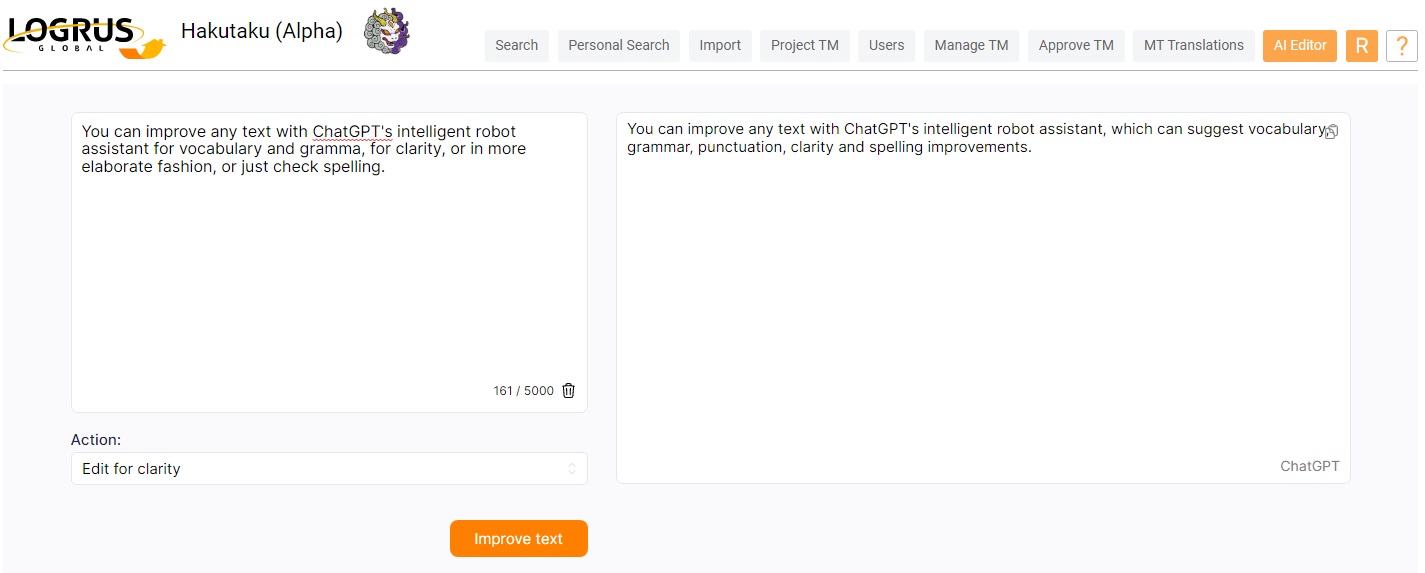 LOGRUS
GLOBAL
Hakutaku (Alpha)
Search
Personal Search
Import
Project TM
Users
Manage TM
Approve TM
MT Translations
AI Editor
R
?
You can improve any text with ChatGPT's intelligent robot
assistant for vocabulary and gramma, for clarity, or in more
elaborate fashion, or just check spelling.
161 / 5000
Action:
Edit for clarity
Improve text
You can improve any text with ChatGPT's intelligent robot assistant, which can suggest vocabulary,
grammar, punctuation, clarity and spelling improvements.
ChatGPT